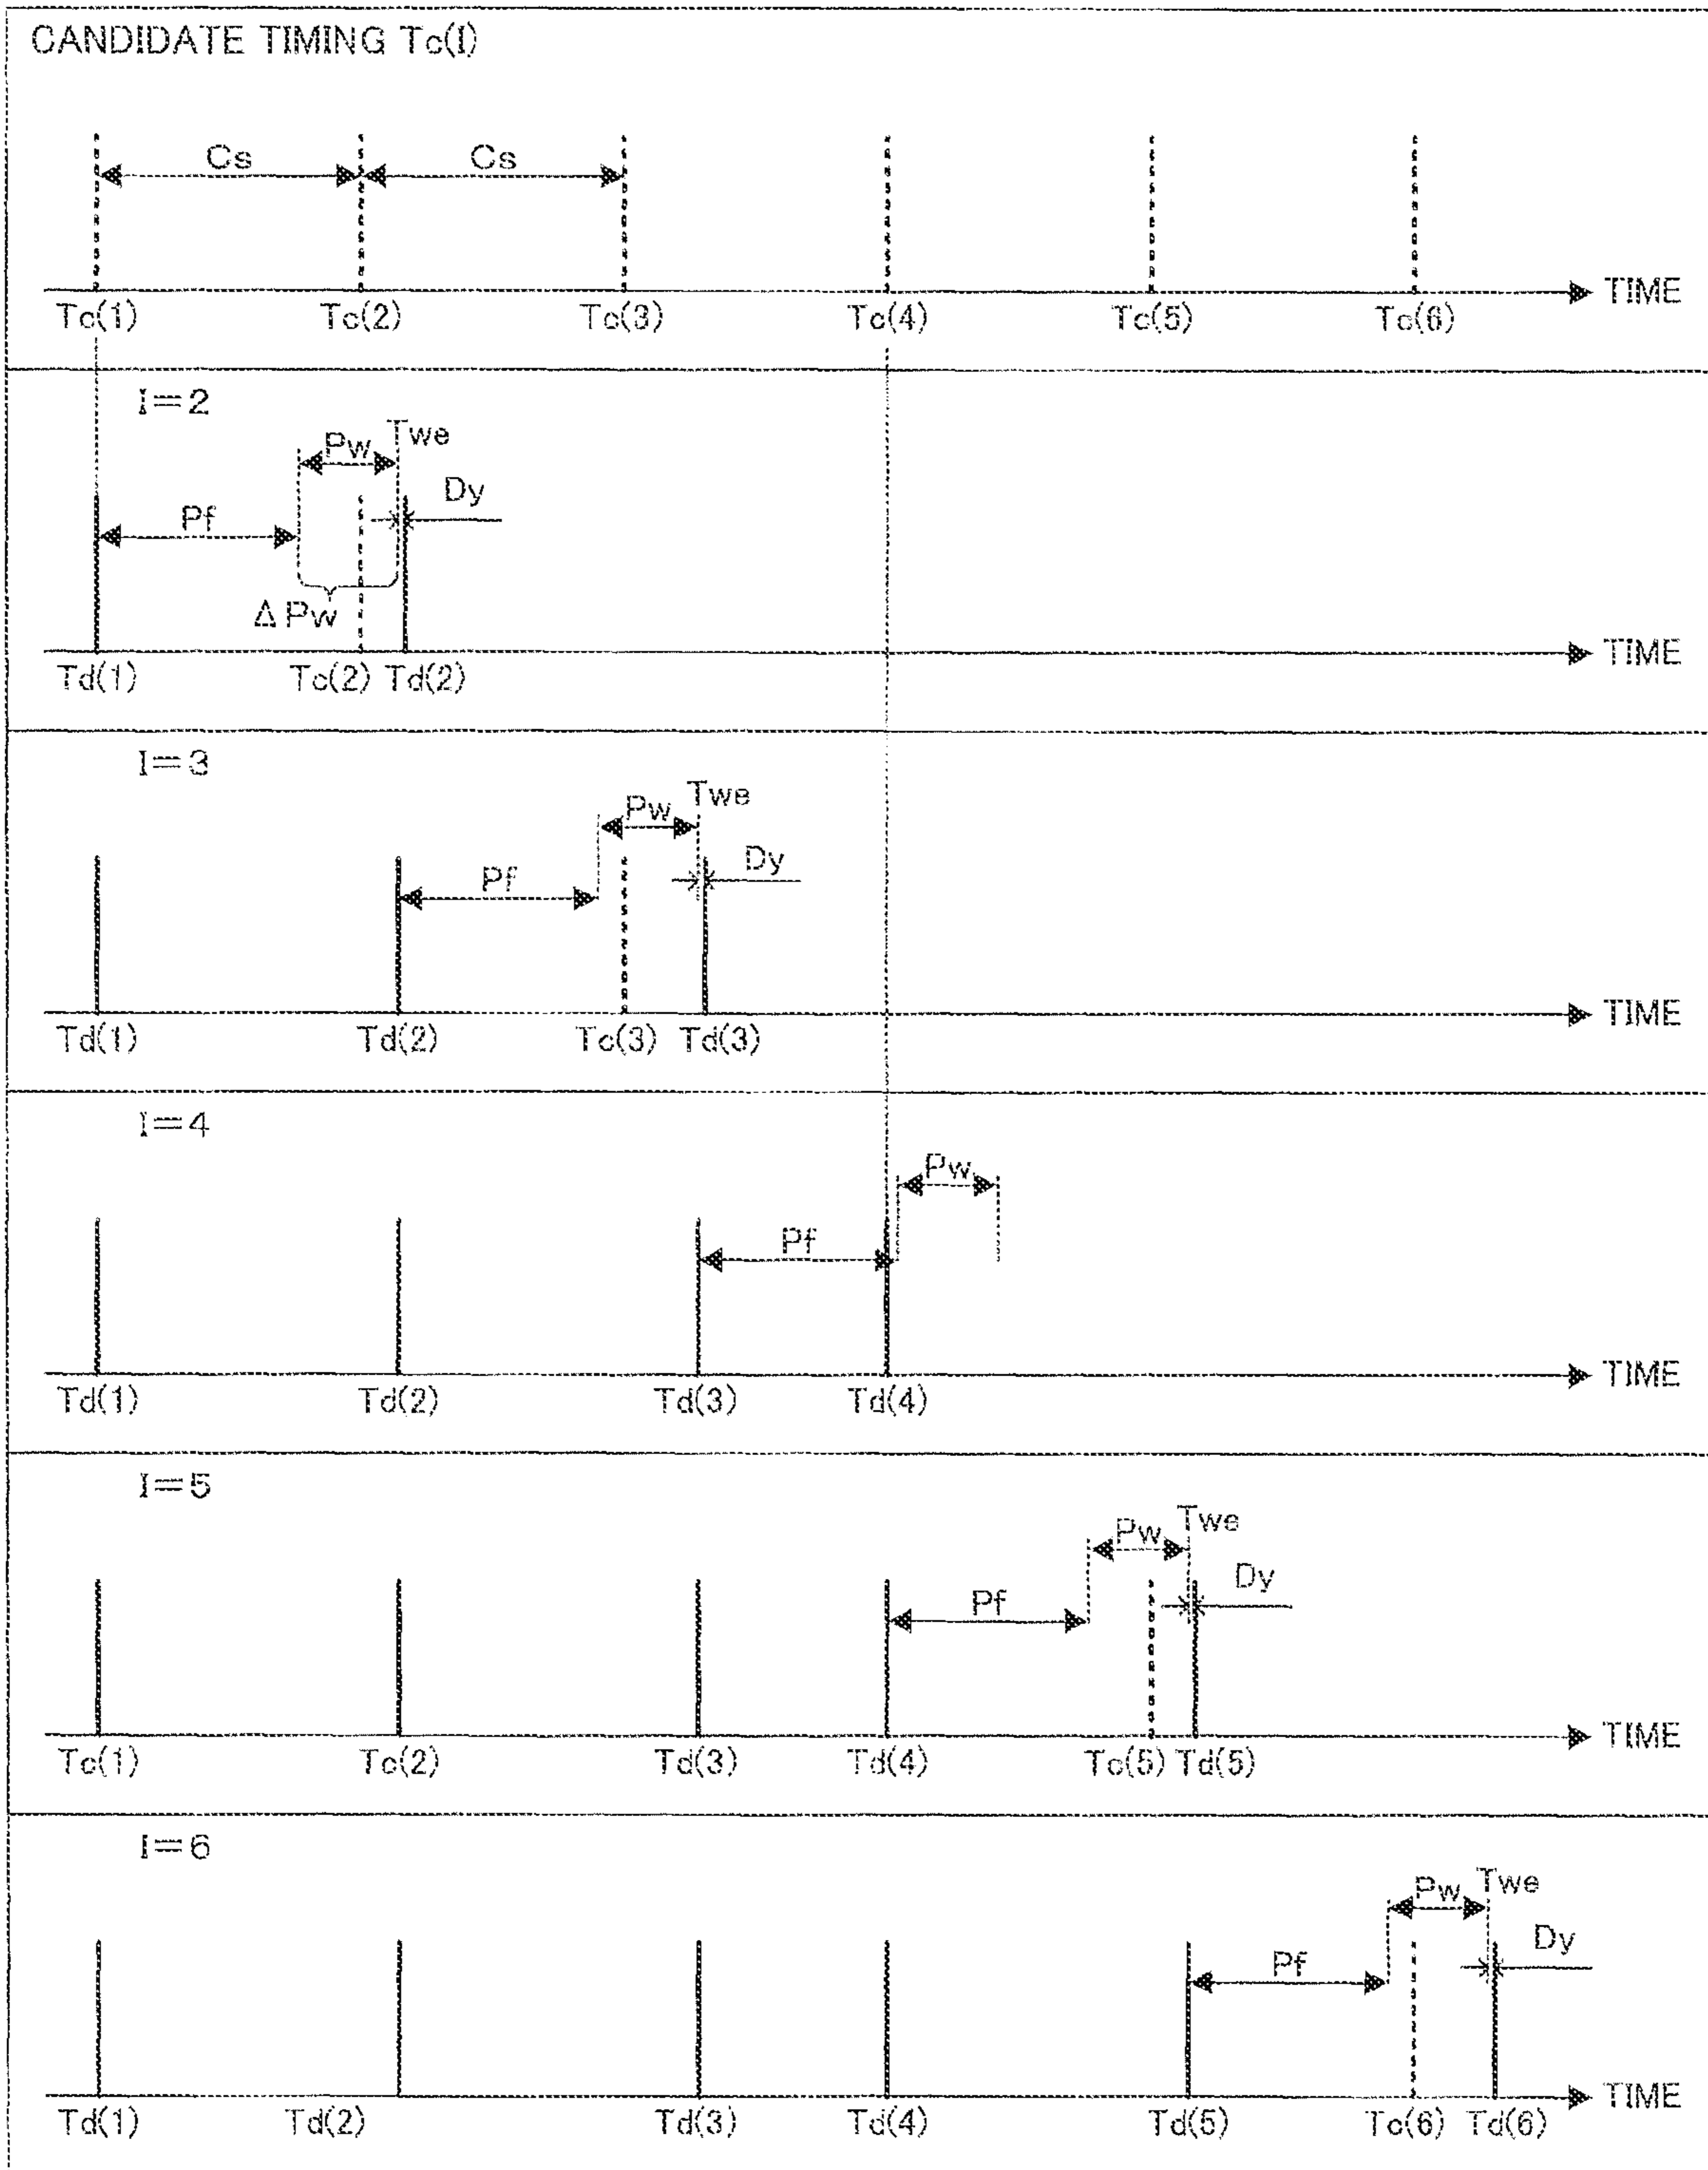 CANDIDATE TIMING Tc(I)
Cs Cs
TIME
Tc(1) Tc(2) Tc(3) Tc(4) Tc(5) Tc(6)
I=2
Pw Twe
Dy
Pf
Δ Pw
TIME
Td(1) Tc(2) Td(2)
I=3
Pw Twe
Dy
Pf
TIME
Td(1) Td(2) Tc(3) Td(3)
I=4
Pw
Pf
TIME
Td(1) Td(2) Td(3) Td(4)
I=5
Pw Twe
Dy
Pf
TIME
Tc(1) Tc(2) Td(3) Td(4) Tc(5) Td(5)
I=6
Pw Twe
Dy
Pf
TIME
Td(1) Td(2) Td(3) Td(4) Td(5) Tc(6) Td(6)